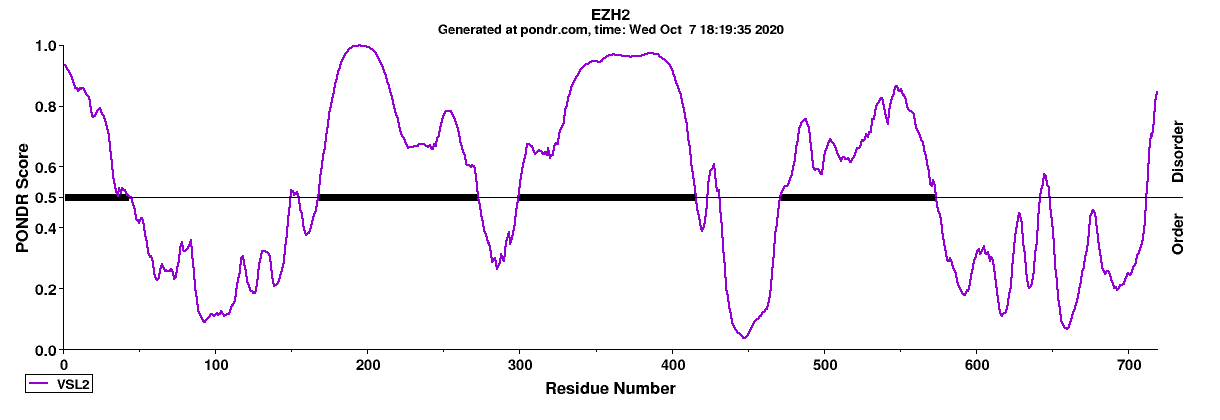 EZH2
Generated at pondr.com, time: Wed Oct  7 18:19:35 2020
PONDR Score
1.0
0.8
0.6
0.5
0.4
0.2
0.0
Disorder
Order
0 100 200 300 400 500 600 700
Residue Number
VSL2